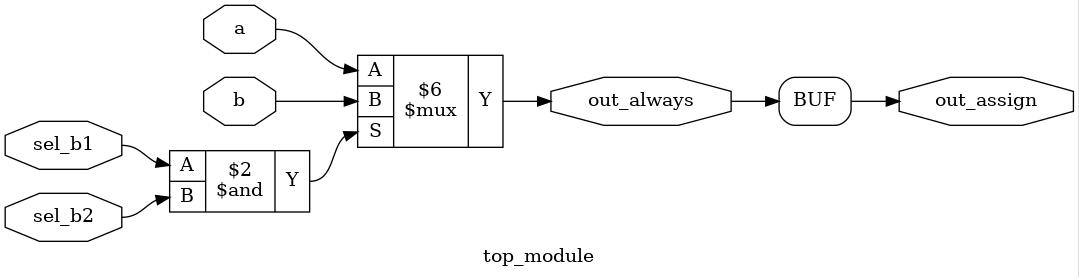 a
b
A
B
S
$6
$mux
Y
out_always
BUF
out_assign
sel_b1
sel_b2
A
B
$2
$and
Y
top_module